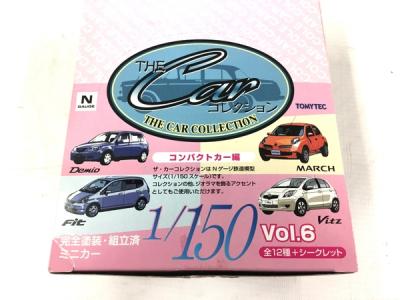 THE
Car
コレクション
THE CAR COLLECTION
N
GAUGE
TOMYTEC
コンパクトカー編
Demio
MARCH
ザ・カーコレクションはNゲージ鉄道模型
サイズ(1/150スケール)です。
コレクションの他、ジオラマを飾るアクセント
としてもご使用いただけます。
Fit
Vitz
1/150
Vol.6
完全塗装・組立済
ミニカー
全12種+シークレット